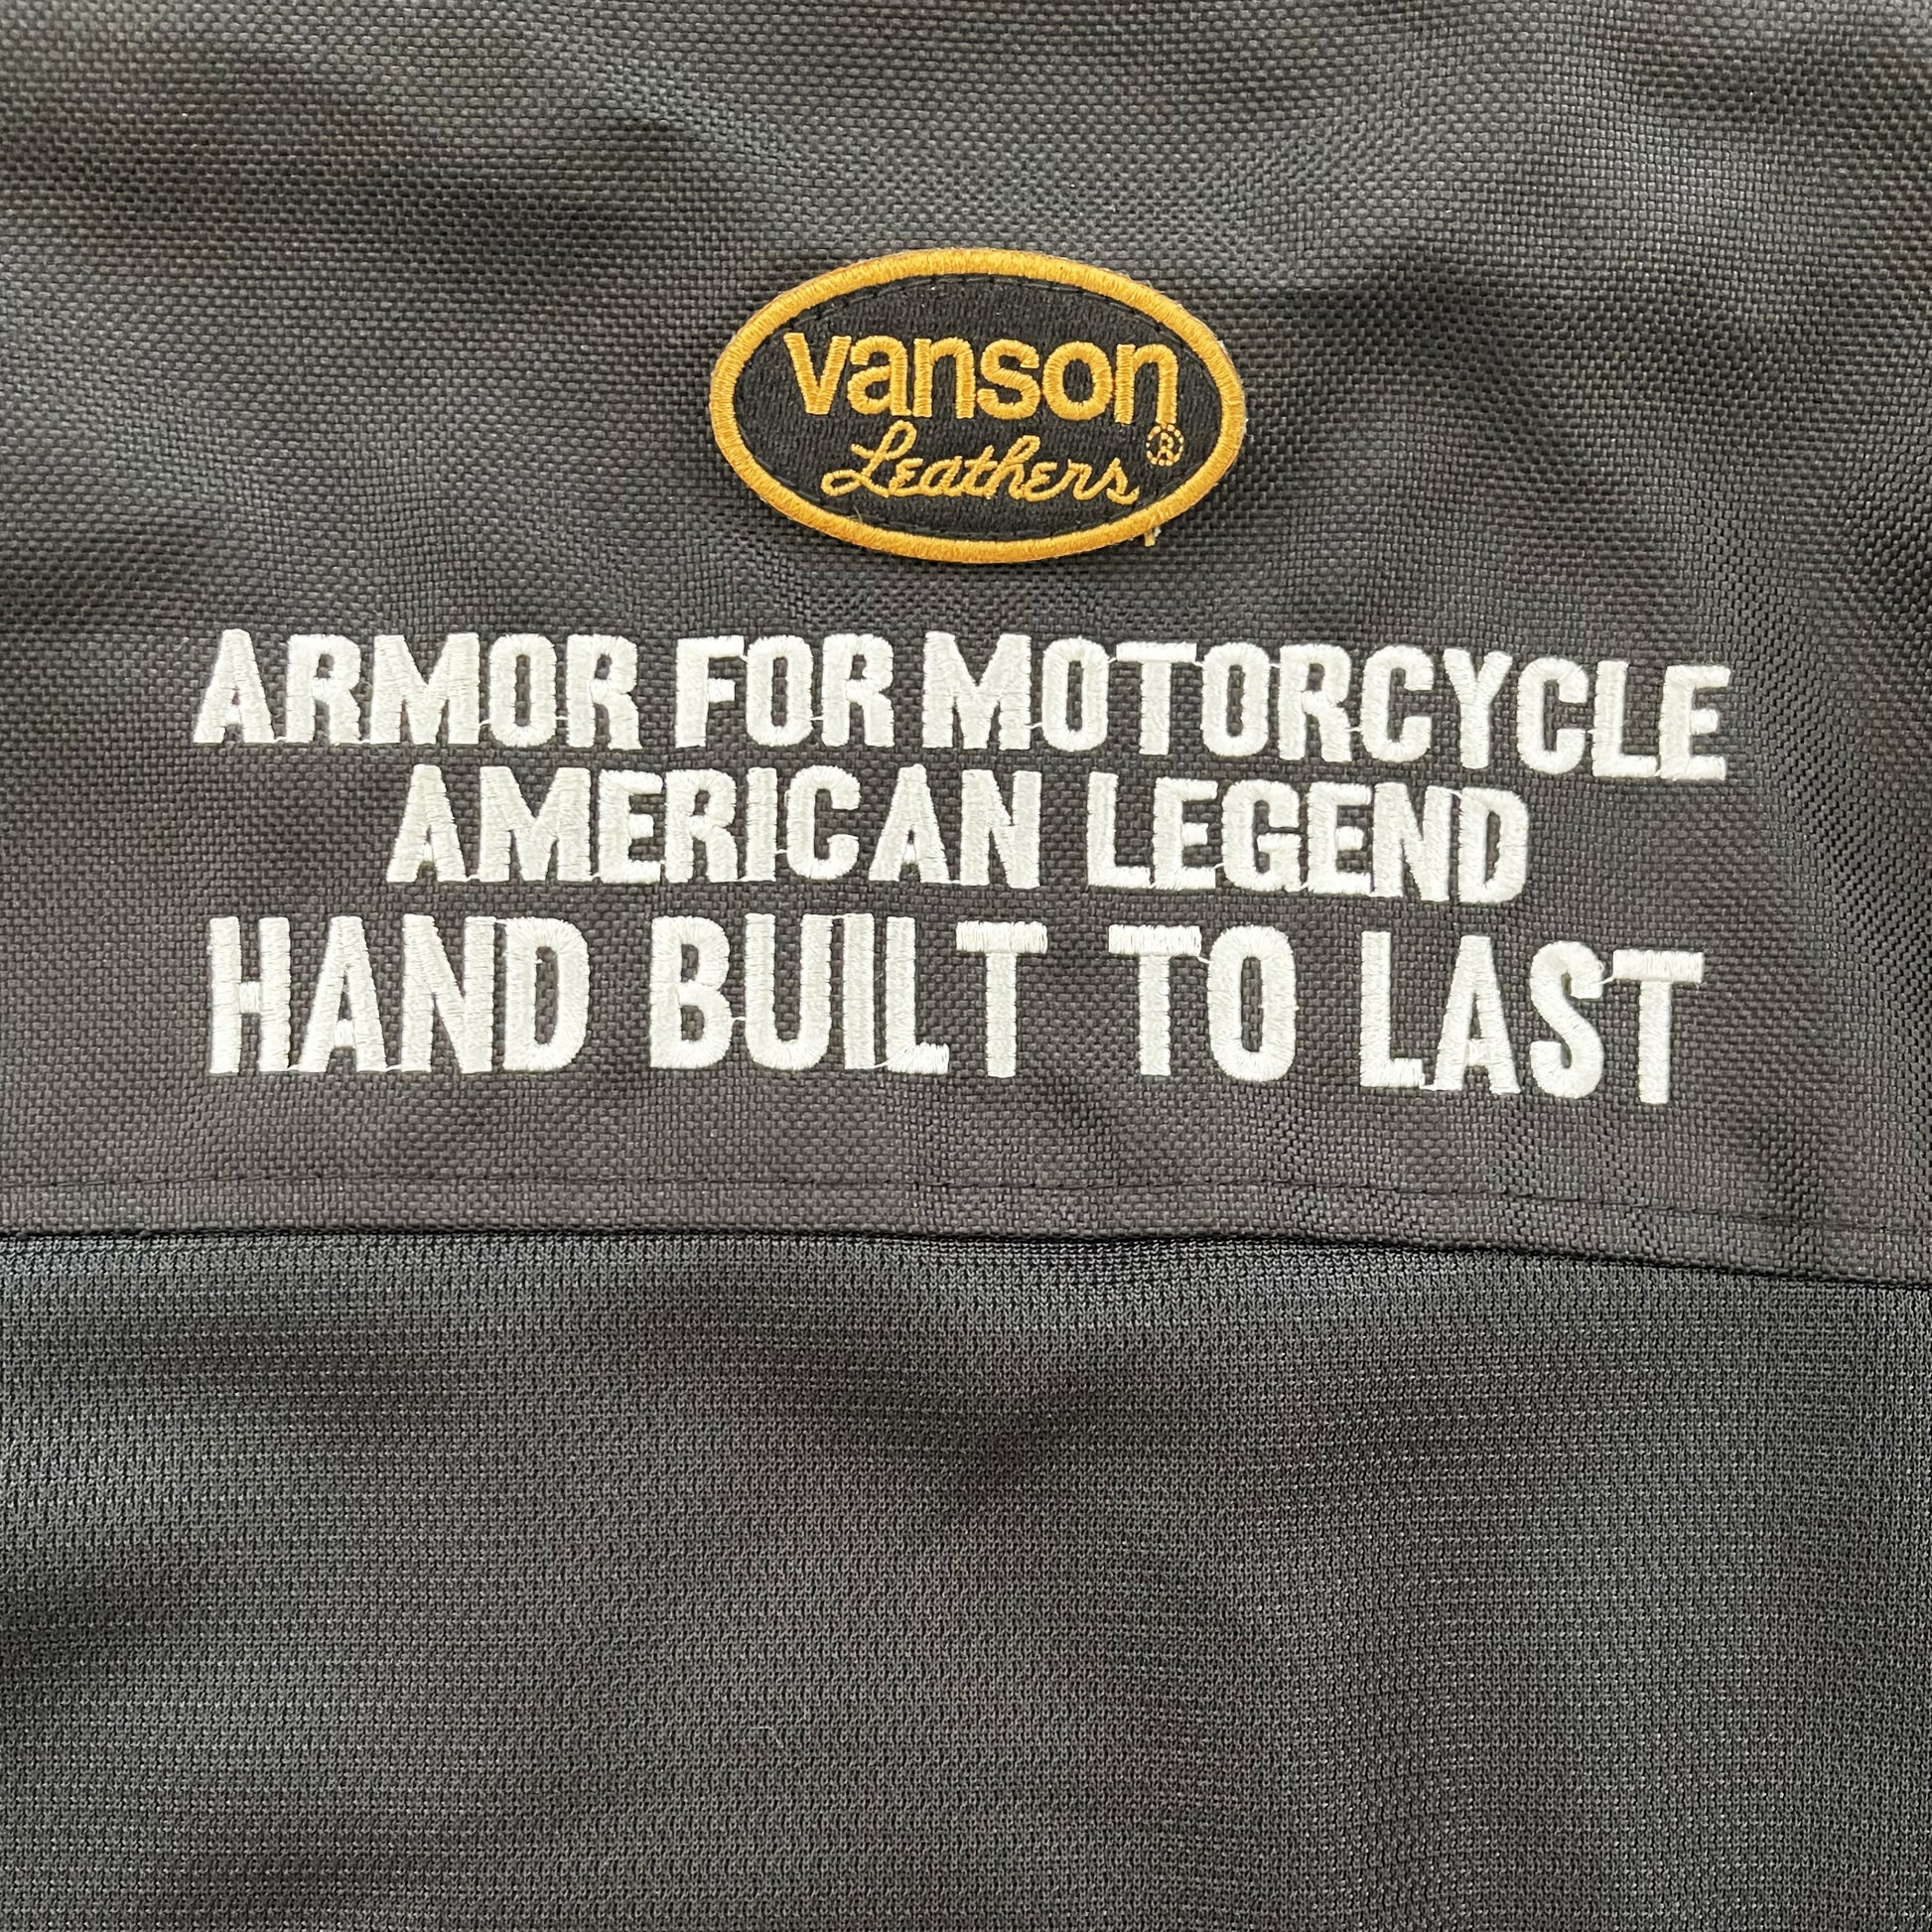 vanson
Leathers®
ARMOR FOR MOTORCYCLE
AMERICAN LEGEND
HAND BUILT TO LAST